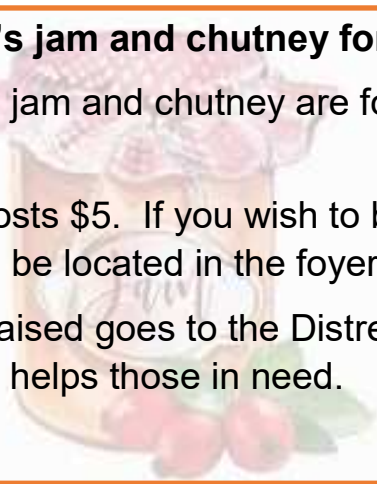 's jam and chutney for
jam and chutney are fo
osts $5. If you wish to b
be located in the foyer
aised goes to the Distre
helps those in need.